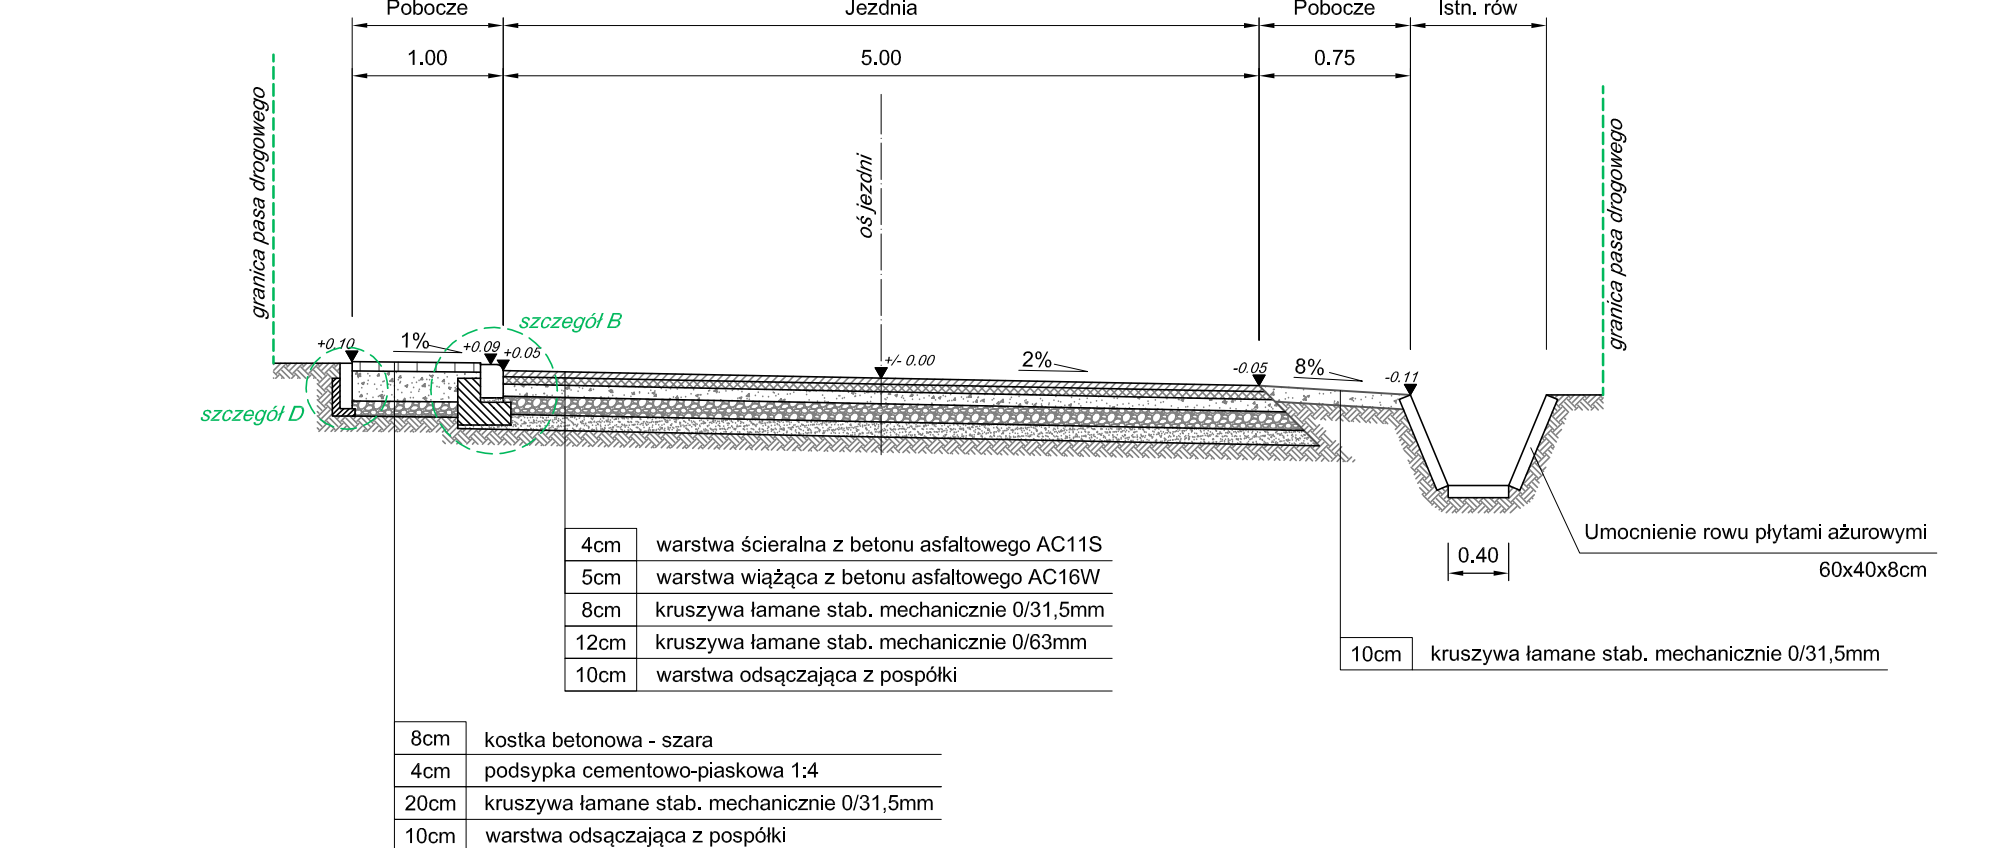 Pobocze
Jezdnia
Pobocze
Istn. rów
1.00
5.00
0.75
granica pasa drogowego
oś jezdni
granica pasa drogowego
szczegół B
+0.10
1%
+0.09
+0.05
+/- 0.00
2%
-0.05
8%
-0.11
szczegół D
4cm warstwa ścieralna z betonu asfaltowego AC11S
5cm warstwa wiążąca z betonu asfaltowego AC16W
8cm kruszywa łamane stab. mechanicznie 0/31,5mm
12cm kruszywa łamane stab. mechanicznie 0/63mm
10cm warstwa odsączająca z pospółki
0.40
Umocnienie rowu płytami ażurowymi
60x40x8cm
10cm kruszywa łamane stab. mechanicznie 0/31,5mm
8cm kostka betonowa - szara
4cm podsypka cementowo-piaskowa 1:4
20cm kruszywa łamane stab. mechanicznie 0/31,5mm
10cm warstwa odsączająca z pospółki